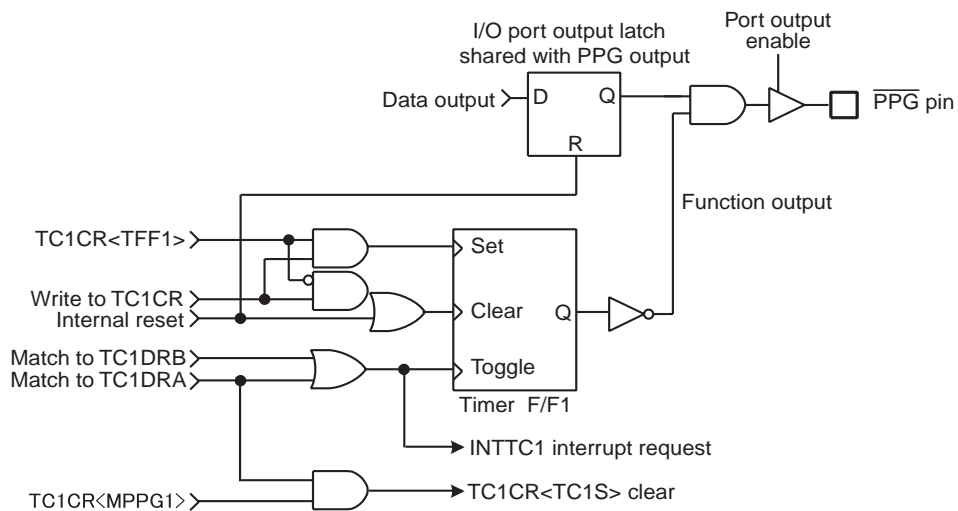 I/O port output latch
shared with PPG output
Port output
enable
Data output
D
Q
R
PPG pin
Function output
TC1CR<TFF1>
Set
Write to TC1CR
Internal reset
Clear
Q
Match to TC1DRB
Match to TC1DRA
Toggle
Timer F/F1
INTTC1 interrupt request
TC1CR<MPPG1>
TC1CR<TC1S> clear